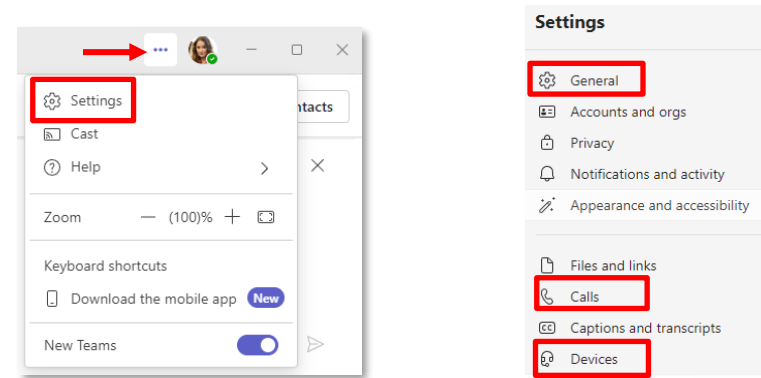 Settings
ntacts
Cast
Help
Zoom — (100)% +
Keyboard shortcuts
Download the mobile app New
New Teams
Settings
General
Accounts and orgs
Privacy
Notifications and activity
Appearance and accessibility
Files and links
Calls
CC Captions and transcripts
Devices